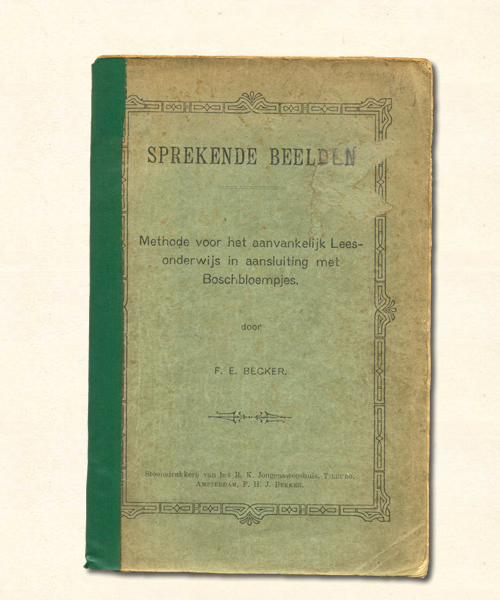 SPREKENDE BEELDEN
Methode voor het aanvankelijk Lees-
onderwijs in aansluiting met
Boschbloempjes.
door
F. E. BECKER.
Stoomdrukkerij van het R. K. Jongensweeshuis, Tilburg.
Amsterdam, F. H. J. Bekker.